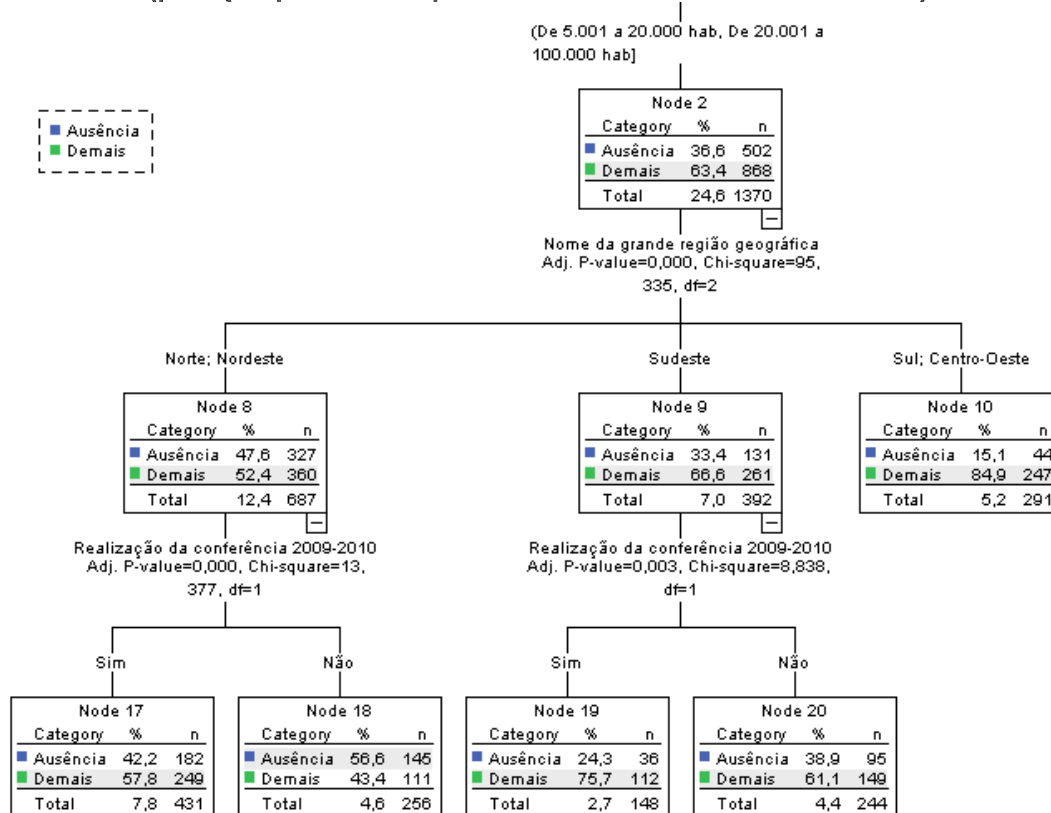 (De 5.001 a 20.000 hab, De 20.001 a
100.000 hab]
Ausência
Demais
Node 2
Category % n
Ausência 36,6 502
Demais 63,4 868
Total 24,6 1370
Nome da grande região geográfica
Adj. P-value=0,000, Chi-square=95,
335, df=2
Norte; Nordeste
Sudeste
Sul; Centro-Oeste
Node 8
Category % n
Ausência 47,6 327
Demais 52,4 360
Total 12,4 687
Node 9
Category % n
Ausência 33,4 131
Demais 66,6 261
Total 7,0 392
Node 10
Category % n
Ausência 15,1 44
Demais 84,9 247
Total 5,2 291
Realização da conferência 2009-2010
Adj. P-value=0,000, Chi-square=13,
377, df=1
Realização da conferência 2009-2010
Adj. P-value=0,003, Chi-square=8,838,
df=1
Sim
Não
Sim
Não
Node 17
Category % n
Ausência 42,2 182
Demais 57,8 249
Total 7,8 431
Node 18
Category % n
Ausência 56,6 145
Demais 43,4 111
Total 4,6 256
Node 19
Category % n
Ausência 24,3 36
Demais 75,7 112
Total 2,7 148
Node 20
Category % n
Ausência 38,9 95
Demais 61,1 149
Total 4,4 244